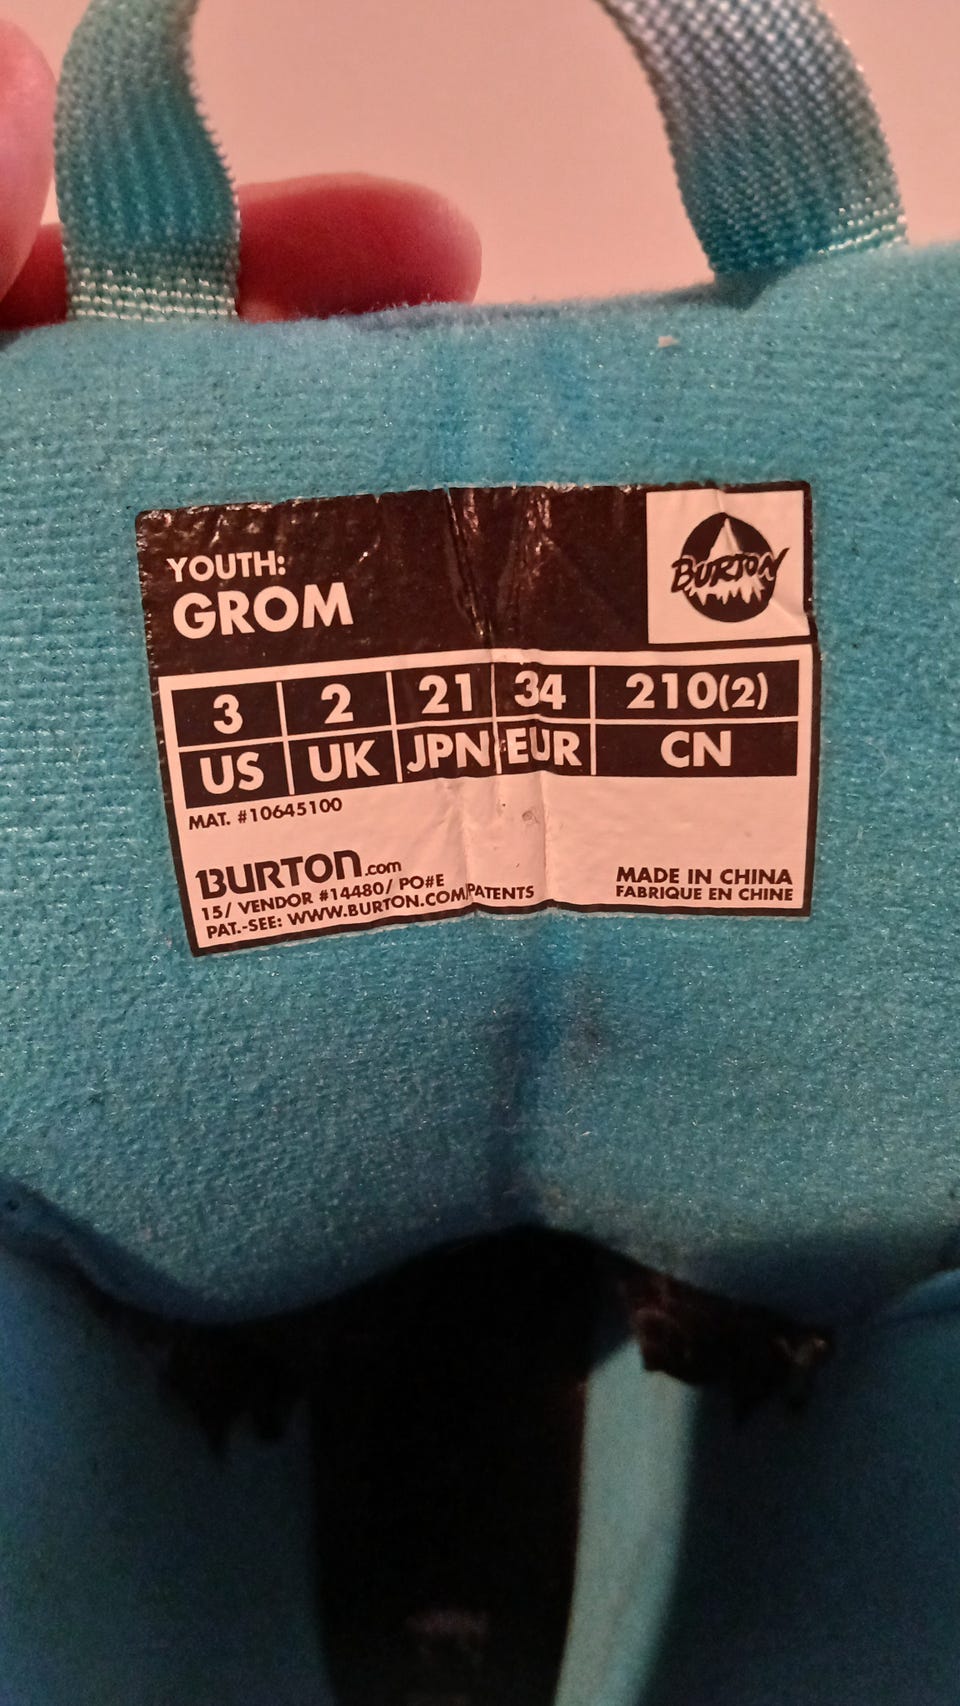 YOUTH:
GROM
BURTON
3 2 21 34 210(2)
US UK JPN EUR CN
MAT. #10645100
BURTON.com
15/ VENDOR #14480/ PO#E
PAT.-SEE: WWW.BURTON.COM/PATENTS
MADE IN CHINA
FABRIQUE EN CHINE